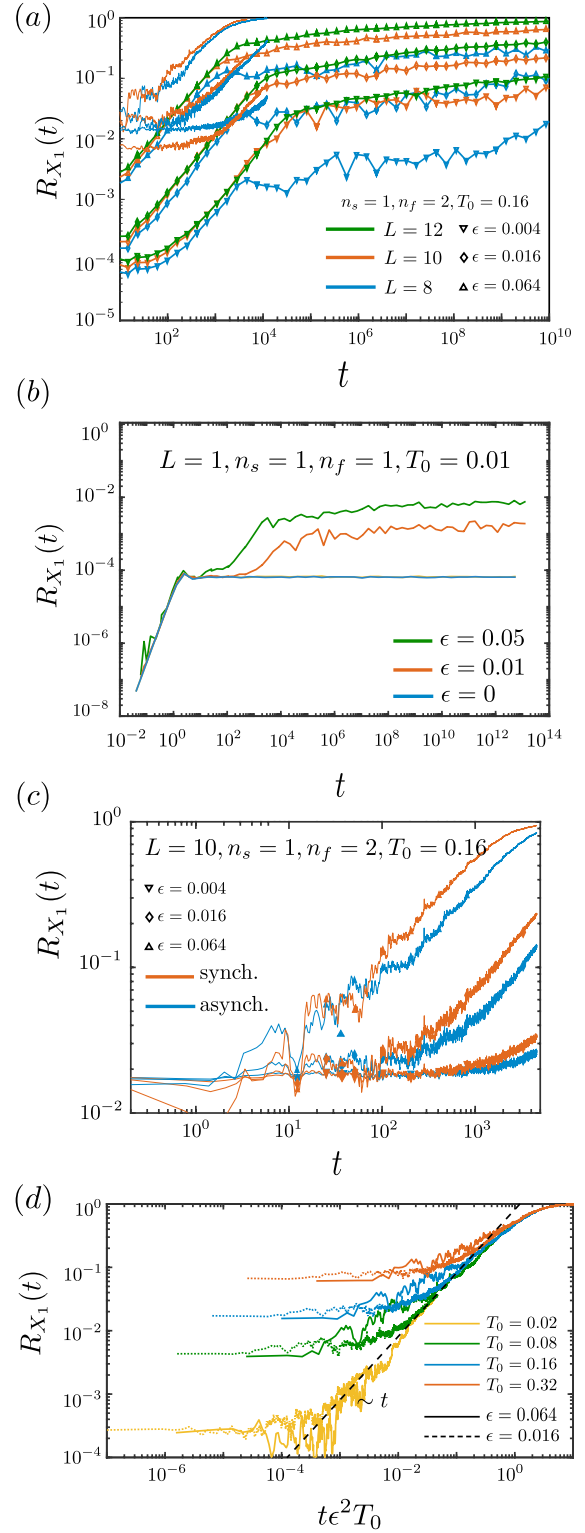 (a)
10^0
10^-1
10^-2
10^-3
10^-4
10^-5
R_{X_1}(t)
n_s = 1, n_f = 2, T_0 = 0.16
L = 12 ▽ ϵ = 0.004
L = 10 ◇ ϵ = 0.016
L = 8 △ ϵ = 0.064
10^2 10^4 10^6 10^8 10^10
t
(b)
10^0
10^-2
10^-4
10^-6
10^-8
R_{X_1}(t)
L = 1, n_s = 1, n_f = 1, T_0 = 0.01
ϵ = 0.05
ϵ = 0.01
ϵ = 0
10^-2 10^0 10^2 10^4 10^6 10^8 10^10 10^12 10^14
t
(c)
10^0
10^-1
10^-2
R_{X_1}(t)
L = 10, n_s = 1, n_f = 2, T_0 = 0.16
▽ ϵ = 0.004
◇ ϵ = 0.016
△ ϵ = 0.064
synch.
asynch.
10^0 10^1 10^2 10^3
t
(d)
10^0
10^-1
10^-2
10^-3
10^-4
R_{X_1}(t)
T_0 = 0.02
T_0 = 0.08
T_0 = 0.16
T_0 = 0.32
ϵ = 0.064
ϵ = 0.016
∼ t
10^-6 10^-4 10^-2 10^0
tϵ^2T_0